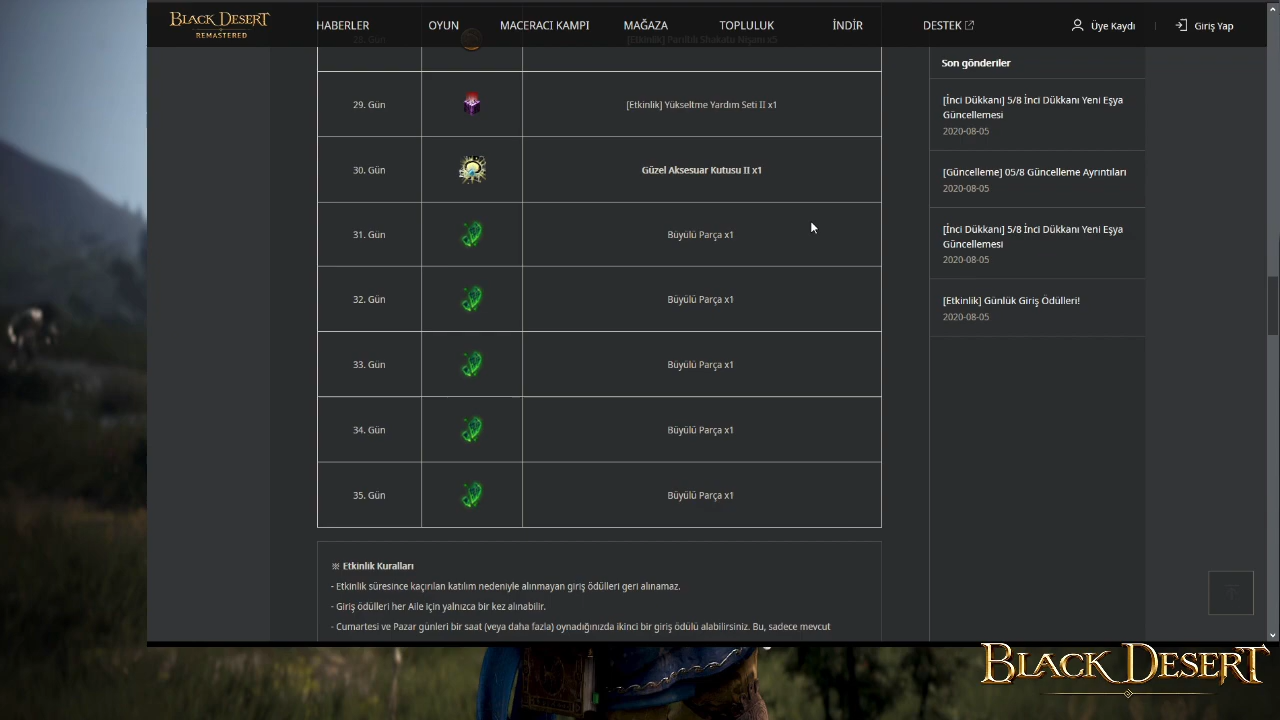 BLACK DESERT
REMASTERED
HABERLER
OYUN
MACERACI KAMPI
MAĞAZA
TOPLULUK
İNDİR
DESTEK
Üye Kaydı
Giriş Yap
28. Gün
[Etkinlik] Parıltılı Shakatu Nişanı x5
29. Gün
[Etkinlik] Yükseltme Yardım Seti II x1
30. Gün
Güzel Aksesuar Kutusu II x1
31. Gün
Büyülü Parça x1
32. Gün
Büyülü Parça x1
33. Gün
Büyülü Parça x1
34. Gün
Büyülü Parça x1
35. Gün
Büyülü Parça x1
※ Etkinlik Kuralları
- Etkinlik süresince kaçırılan katılım nedeniyle alınmayan giriş ödülleri geri alınamaz.
- Giriş ödülleri her Aile için yalnızca bir kez alınabilir.
- Cumartesi ve Pazar günleri bir saat (veya daha fazla) oynadığınızda ikinci bir giriş ödülü alabilirsiniz. Bu, sadece mevcut
Son gönderiler
[İnci Dükkanı] 5/8 İnci Dükkanı Yeni Eşya
Güncellemesi
2020-08-05
[Güncelleme] 05/8 Güncelleme Ayrıntıları
2020-08-05
[İnci Dükkanı] 5/8 İnci Dükkanı Yeni Eşya
Güncellemesi
2020-08-05
[Etkinlik] Günlük Giriş Ödülleri!
2020-08-05
BLACK DESERT